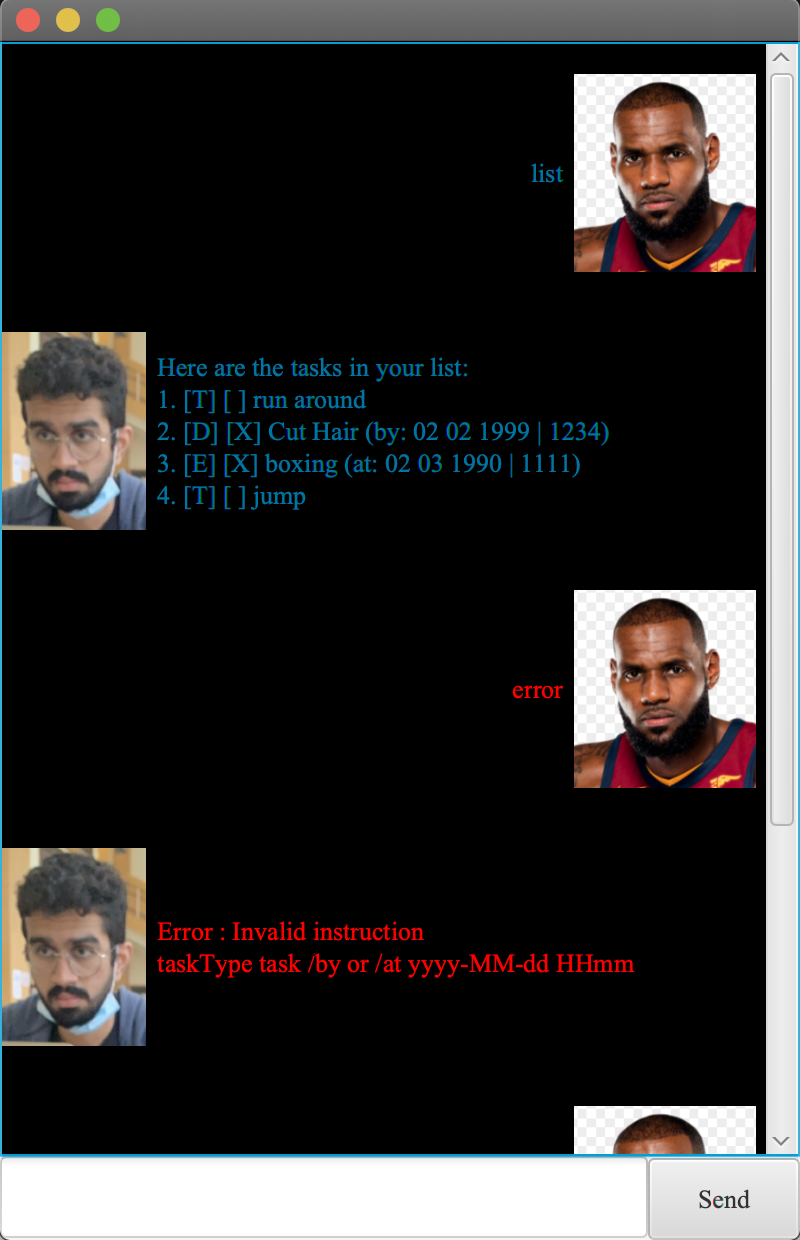 list
Here are the tasks in your list:
1. [T] [ ] run around
2. [D] [X] Cut Hair (by: 02 02 1999 | 1234)
3. [E] [X] boxing (at: 02 03 1990 | 1111)
4. [T] [ ] jump
error
Error : Invalid instruction
taskType task /by or /at yyyy-MM-dd HHmm
Send